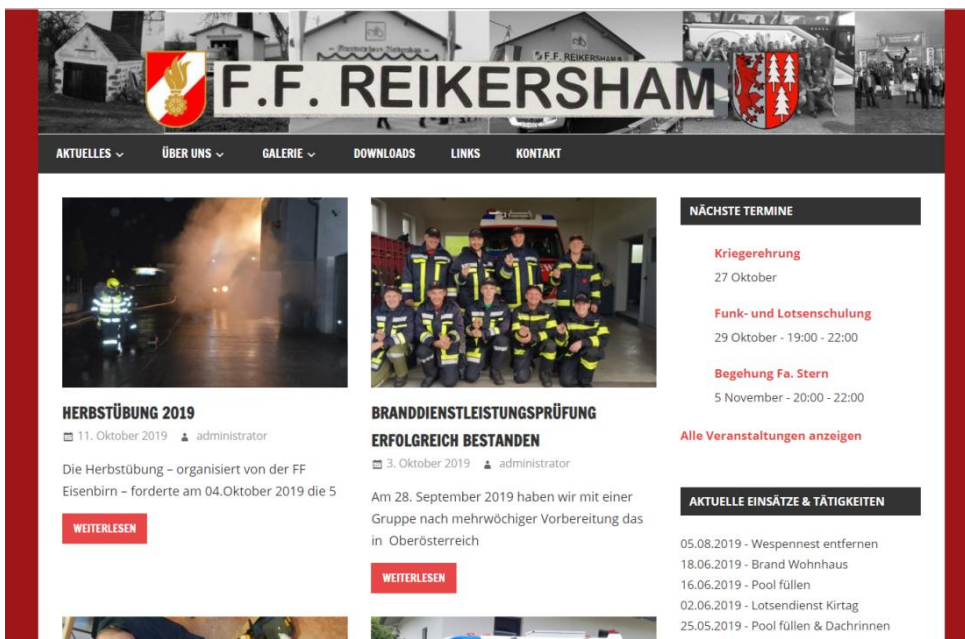 F.F. REIKERSHAM
AKTUELLES
ÜBER UNS
GALERIE
DOWNLOADS
LINKS
KONTAKT
HERBSTÜBUNG 2019
11. Oktober 2019 administrator
Die Herbstübung – organisiert von der FF
Eisenbirn – forderte am 04.Oktober 2019 die 5
WEITERLESEN
BRANDDIENSTLEISTUNGSPRÜFUNG
ERFOLGREICH BESTANDEN
3. Oktober 2019 administrator
Am 28. September 2019 haben wir mit einer
Gruppe nach mehrwöchiger Vorbereitung das
in Oberösterreich
WEITERLESEN
NÄCHSTE TERMINE
Kriegerehrung
27 Oktober
Funk- und Lotsenschulung
29 Oktober - 19:00 - 22:00
Begehung Fa. Stern
5 November - 20:00 - 22:00
Alle Veranstaltungen anzeigen
AKTUELLE EINSÄTZE & TÄTIGKEITEN
05.08.2019 - Wespennest entfernen
18.06.2019 - Brand Wohnhaus
16.06.2019 - Pool füllen
02.06.2019 - Lotsendienst Kirtag
25.05.2019 - Pool füllen & Dachrinnen